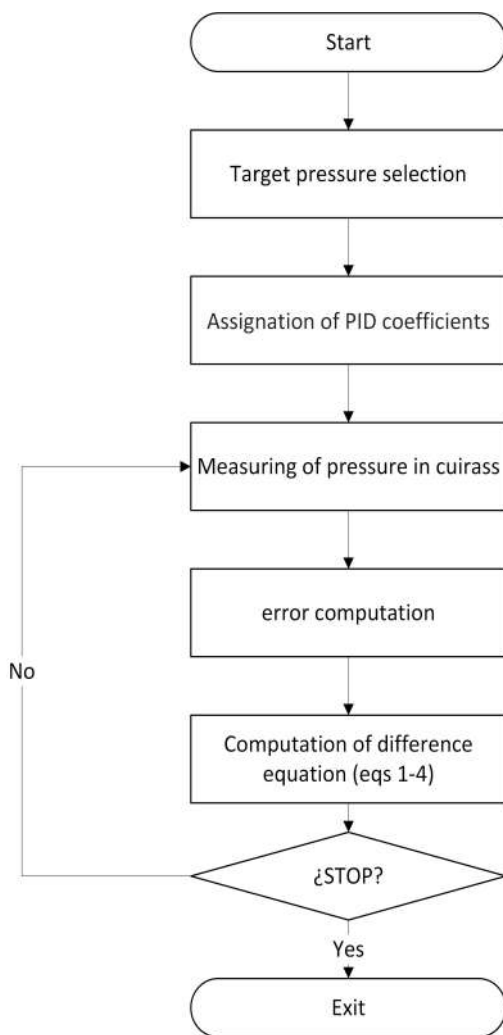 Start
Target pressure selection
Assignation of PID coefficients
Measuring of pressure in cuirass
error computation
No
Computation of difference
equation (eqs 1-4)
¿STOP?
Yes
Exit